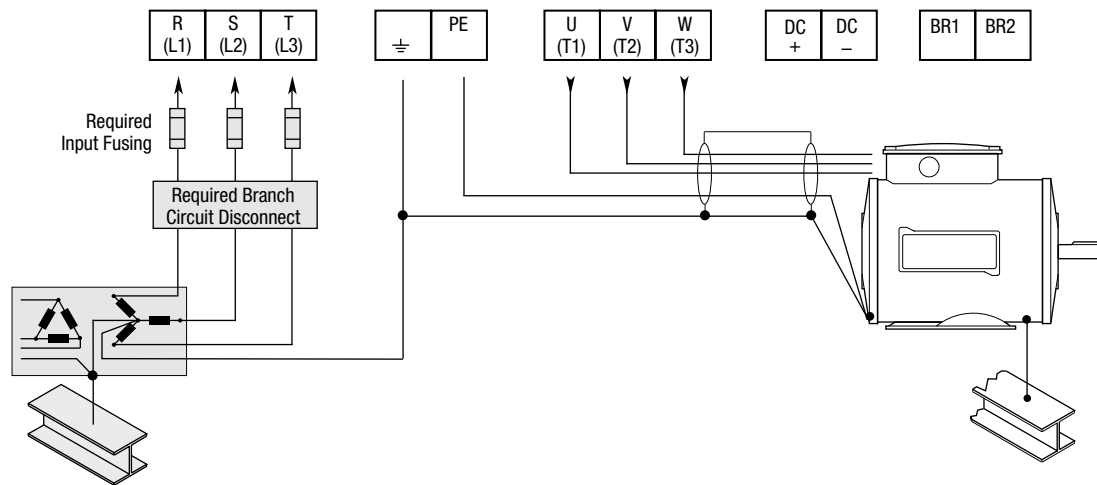 R S T
(L1) (L2) (L3)
PE
U V W
(T1) (T2) (T3)
DC DC
+ –
BR1 BR2
Required
Input Fusing
Required Branch
Circuit Disconnect